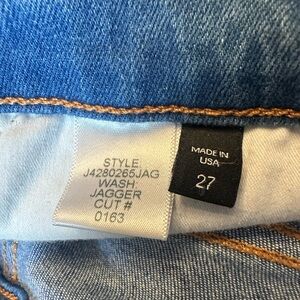 STYLE
J4280265JAG
WASH:
JAGGER
CUT #
0163
MADE IN
USA
27